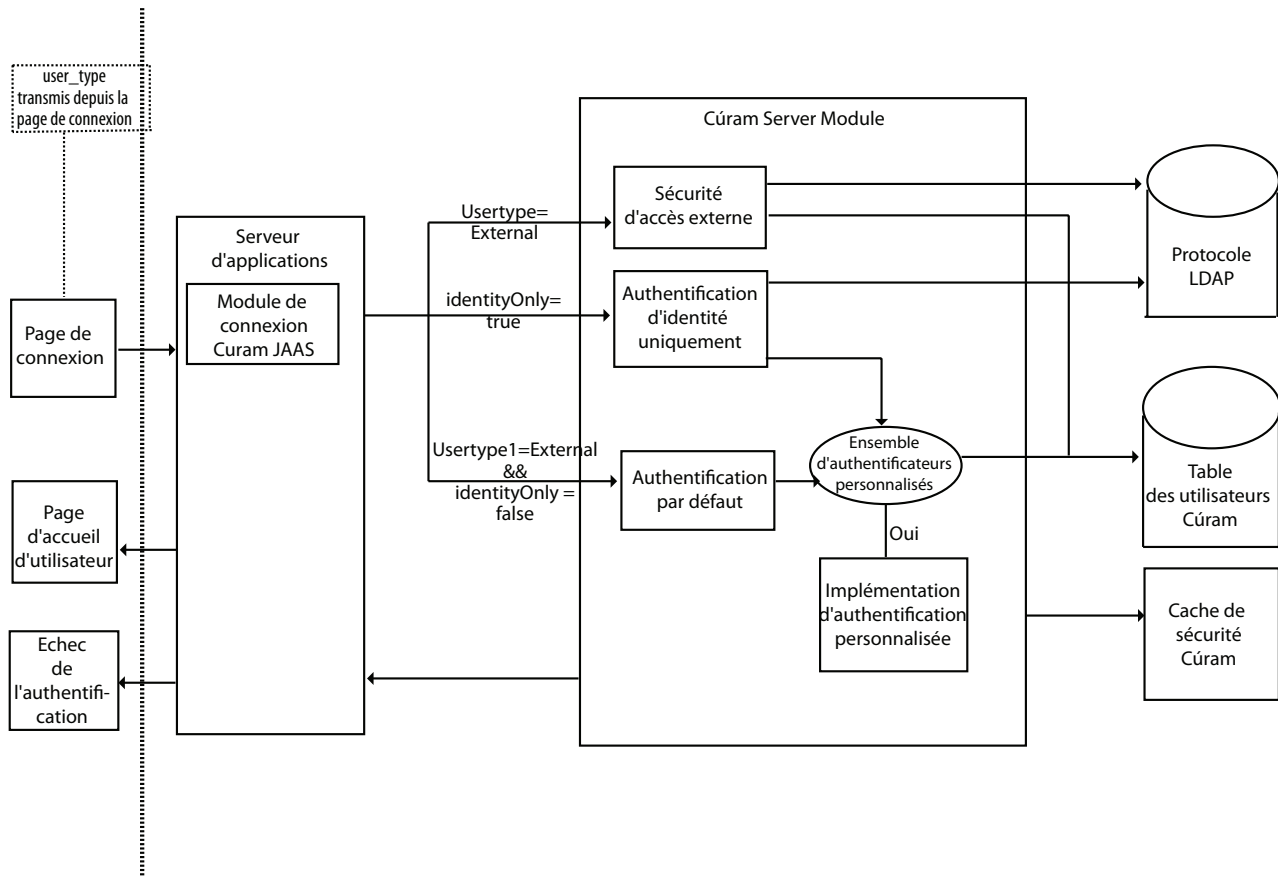 user_type
transmis depuis la
page de connexion
Cúram Server Module
Sécurité
d'accès externe
Usertype=
External
Serveur
d'applications
Protocole
LDAP
Module de
connexion
Curam JAAS
identityOnly=
true
Authentification
d'identité
uniquement
Page de
connexion
Usertype1=External
&&
identityOnly =
false
Authentification
par défaut
Ensemble
d'authentificateurs
personnalisés
Table
des utilisateurs
Cúram
Page
d'accueil
d'utilisateur
Oui
Implémentation
d'authentification
personnalisée
Cache de
sécurité
Cúram
Echec
de
l'authentifi-
cation